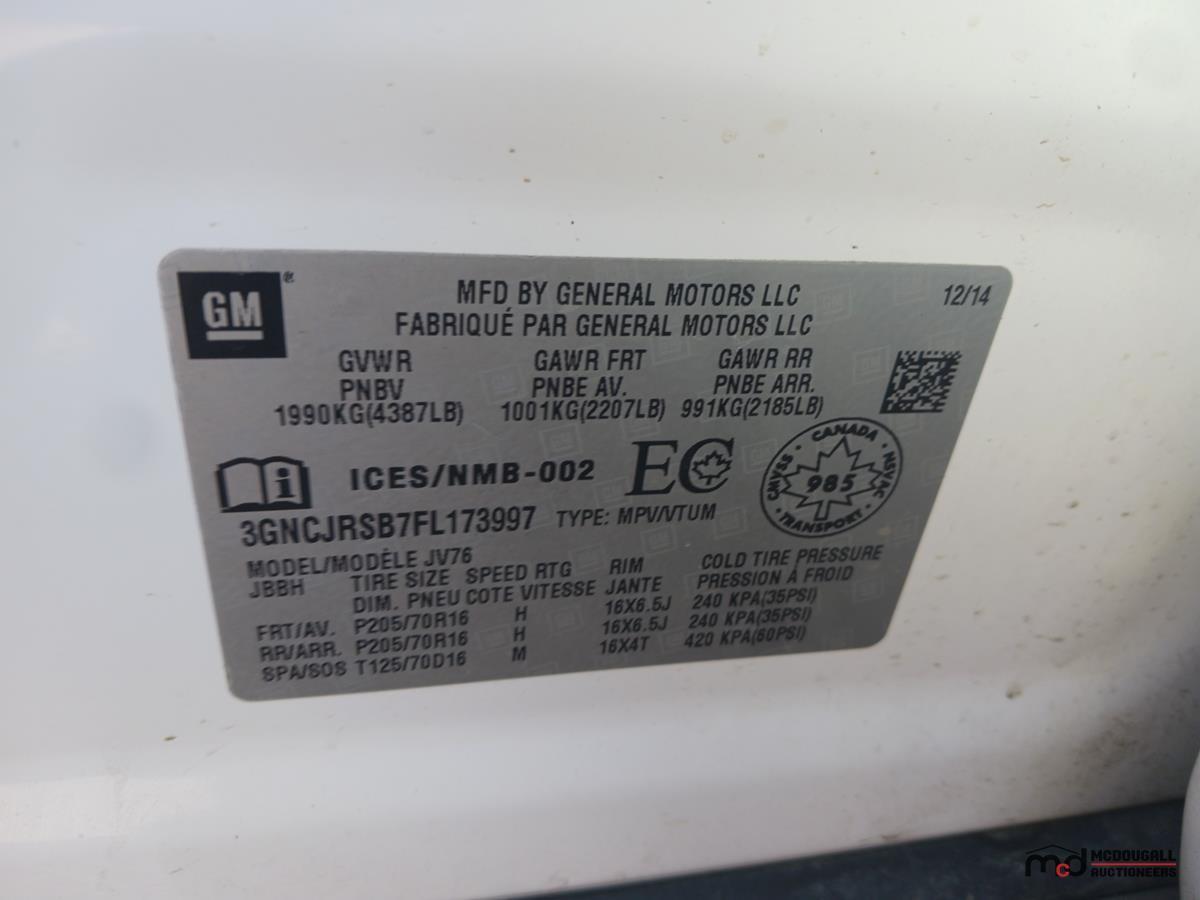 GM
®
MFD BY GENERAL MOTORS LLC
12/14
FABRIQUÉ PAR GENERAL MOTORS LLC
GVWR GAWR FRT GAWR RR
PNBV PNBE AV. PNBE ARR.
1990KG(4387LB) 1001KG(2207LB) 991KG(2185LB)
i ICES/NMB-002 EC
CANADA
CMVSS 985 NSVAC
TRANSPORT
3GNCJRSB7FL173997 TYPE: MPV/VTUM
MODEL/MODÈLE JV76
JBBH TIRE SIZE SPEED RTG RIM COLD TIRE PRESSURE
DIM. PNEU COTE VITESSE JANTE PRESSION À FROID
FRT/AV. P205/70R16 H 16X6.5J 240 KPA(35PSI)
RR/ARR. P205/70R16 H 16X6.5J 240 KPA(35PSI)
SPA/SOS T125/70D16 M 16X4T 420 KPA(60PSI)
mcd MCDOUGALL
AUCTIONEERS